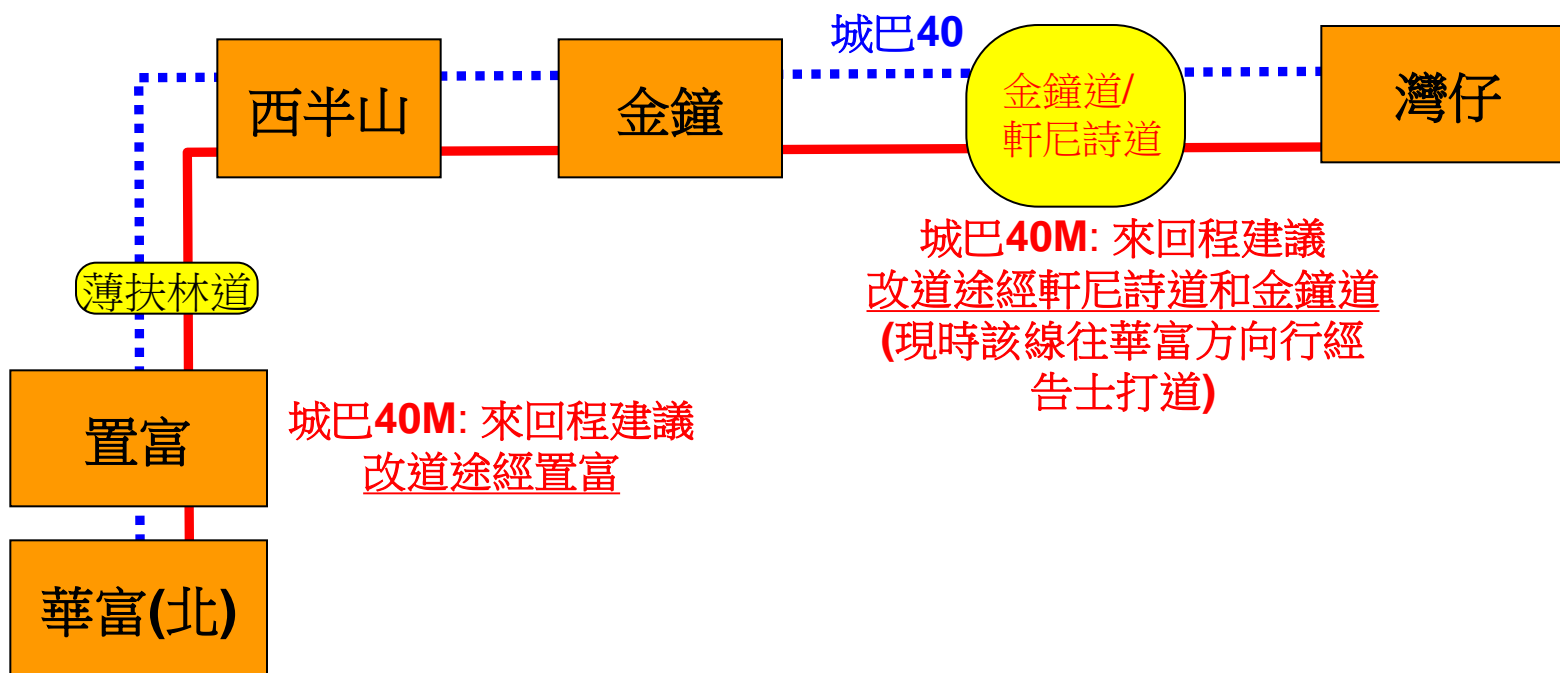 城巴40
西半山
金鐘
金鐘道/
軒尼詩道
灣仔
城巴40M: 來回程建議
改道途經軒尼詩道和金鐘道
(現時該線往華富方向行經
告士打道)
薄扶林道
置富
城巴40M: 來回程建議
改道途經置富
華富(北)